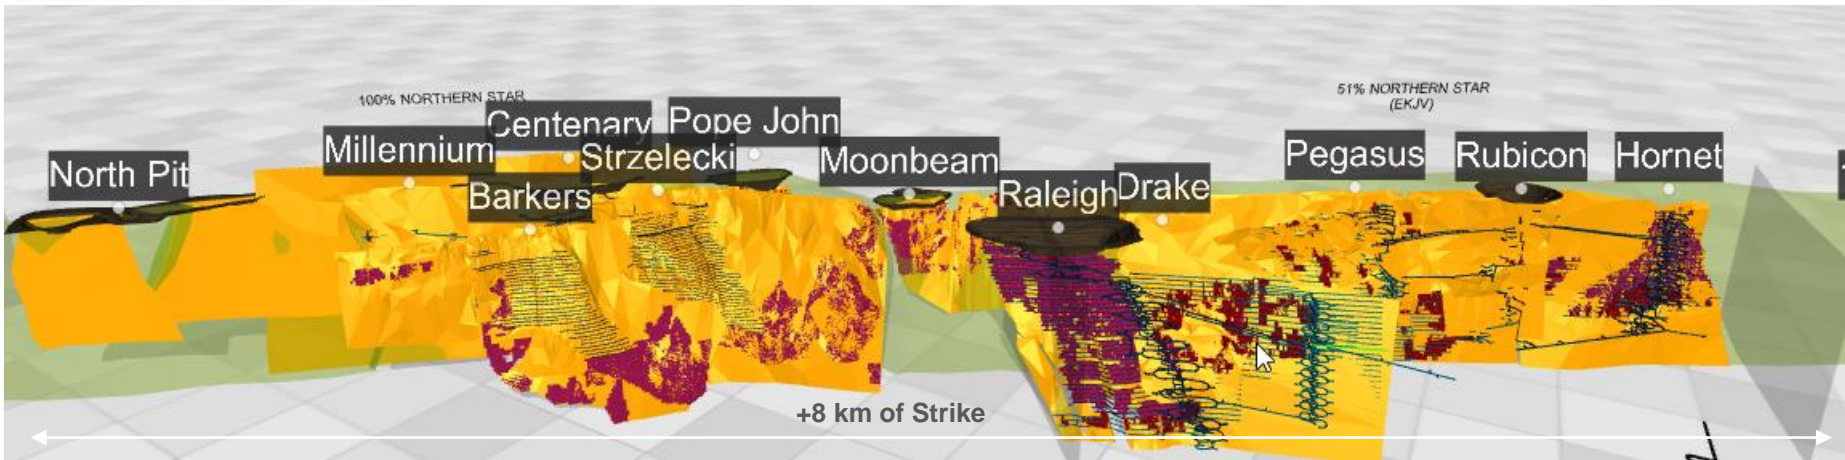 100% NORTHERN STAR
51% NORTHERN STAR
(EKJV)
North Pit
Millennium
Centenary
Pope John
Strzelecki
Barkers
Moonbeam
Raleigh
Drake
Pegasus
Rubicon
Hornet
+8 km of Strike